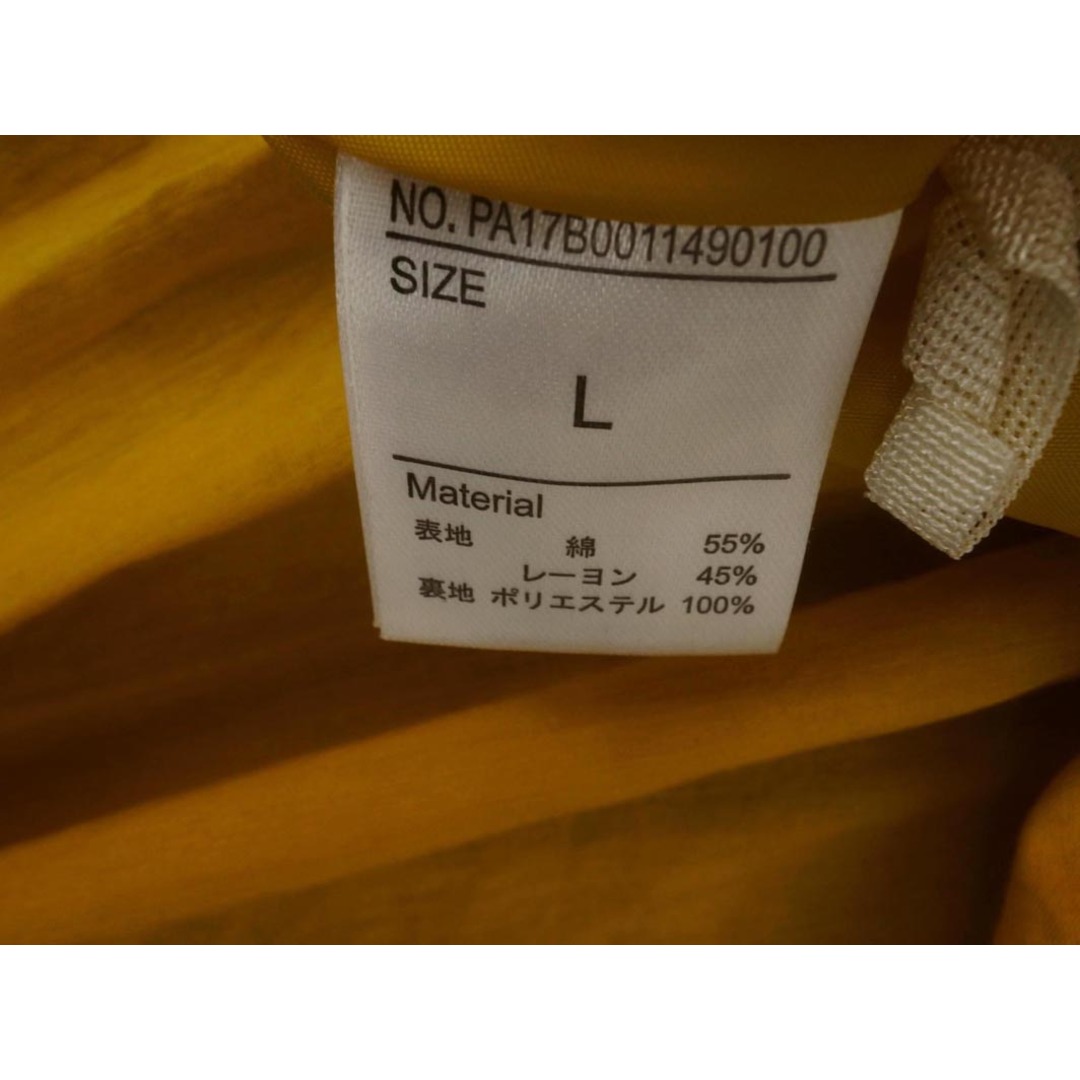 NO. PA17B0011490100
SIZE
L
Material
表地 綿 55%
レーヨン 45%
裏地 ポリエステル 100%